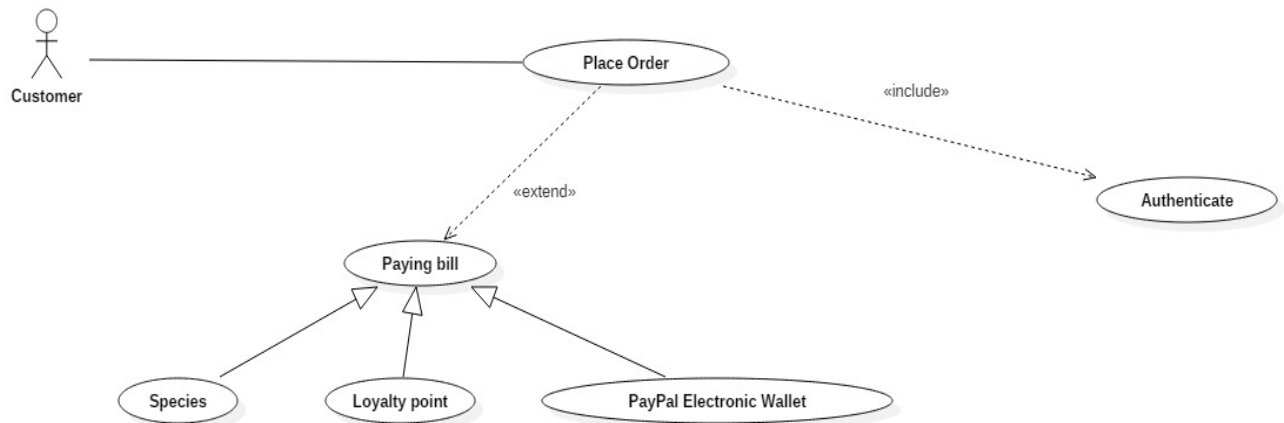 Place Order
Customer
«include»
«extend»
Authenticate
Paying bill
Species
Loyalty point
PayPal Electronic Wallet